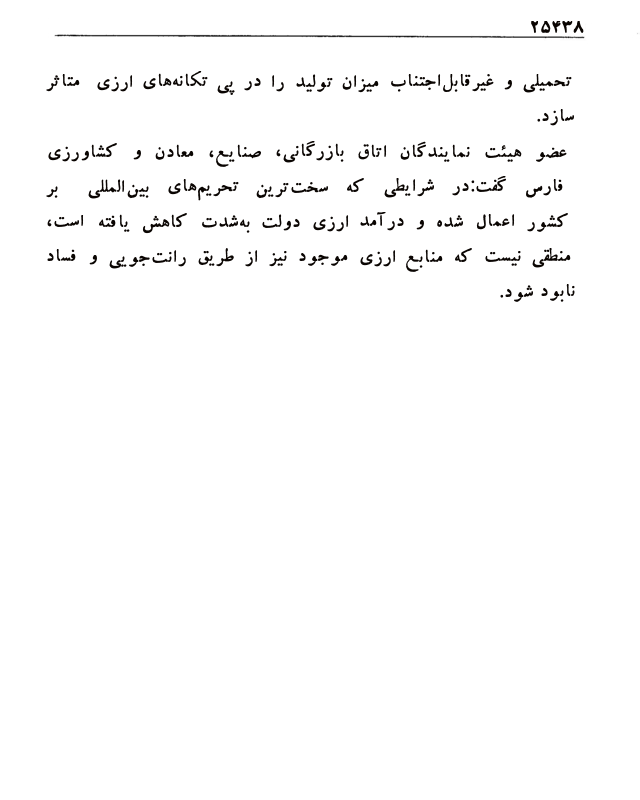 ۲۵۴۳۸
تحمیلی و غیرقابل‌اجتناب میزان تولید را در پی تکانه‌های ارزی متاثر
سازد.
عضو هیئت نمایندگان اتاق بازرگانی، صنایع، معادن و کشاورزی
فارس گفت:در شرایطی که سخت‌ترین تحریم‌های بین‌المللی بر
کشور اعمال شده و درآمد ارزی دولت به‌شدت کاهش یافته است،
منطقی نیست که منابع ارزی موجود نیز از طریق رانت‌جویی و فساد
نابود شود.